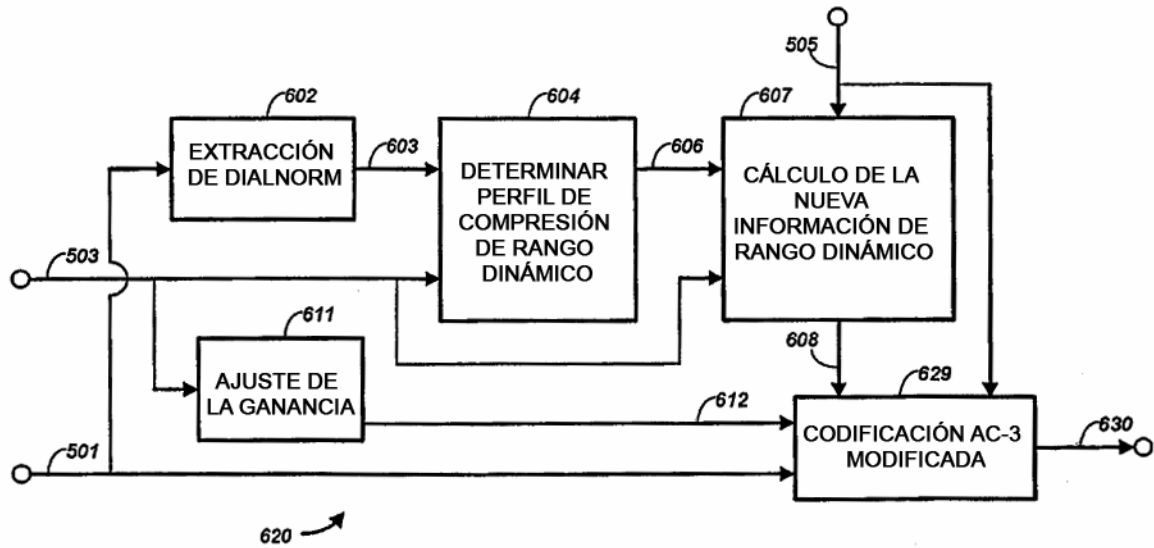 505
602
604
607
EXTRACCIÓN
DE DIALNORM
603
DETERMINAR
PERFIL DE
COMPRESIÓN
DE RANGO
DINÁMICO
606
CÁLCULO DE LA
NUEVA
INFORMACIÓN DE
RANGO DINÁMICO
503
611
AJUSTE DE
LA GANANCIA
608
629
612
CODIFICACIÓN AC-3
MODIFICADA
630
501
620